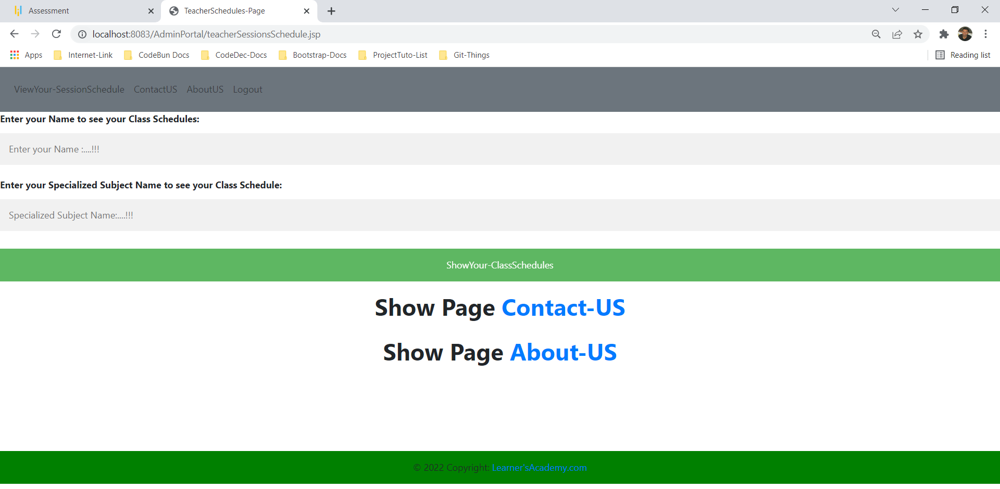 Assessment
TeacherSchedules-Page
localhost:8083/AdminPortal/teacherSessionsSchedule.jsp
Apps Internet-Link CodeBun Docs CodeDec-Docs Bootstrap-Docs ProjectTuto-List Git-Things Reading list
ViewYour-SessionSchedule ContactUS AboutUS Logout
Enter your Name to see your Class Schedules:
Enter your Name :....!!!
Enter your Specialized Subject Name to see your Class Schedule:
Specialized Subject Name:....!!!
ShowYour-ClassSchedules
Show Page Contact-US
Show Page About-US
© 2022 Copyright: Learner'sAcademy.com